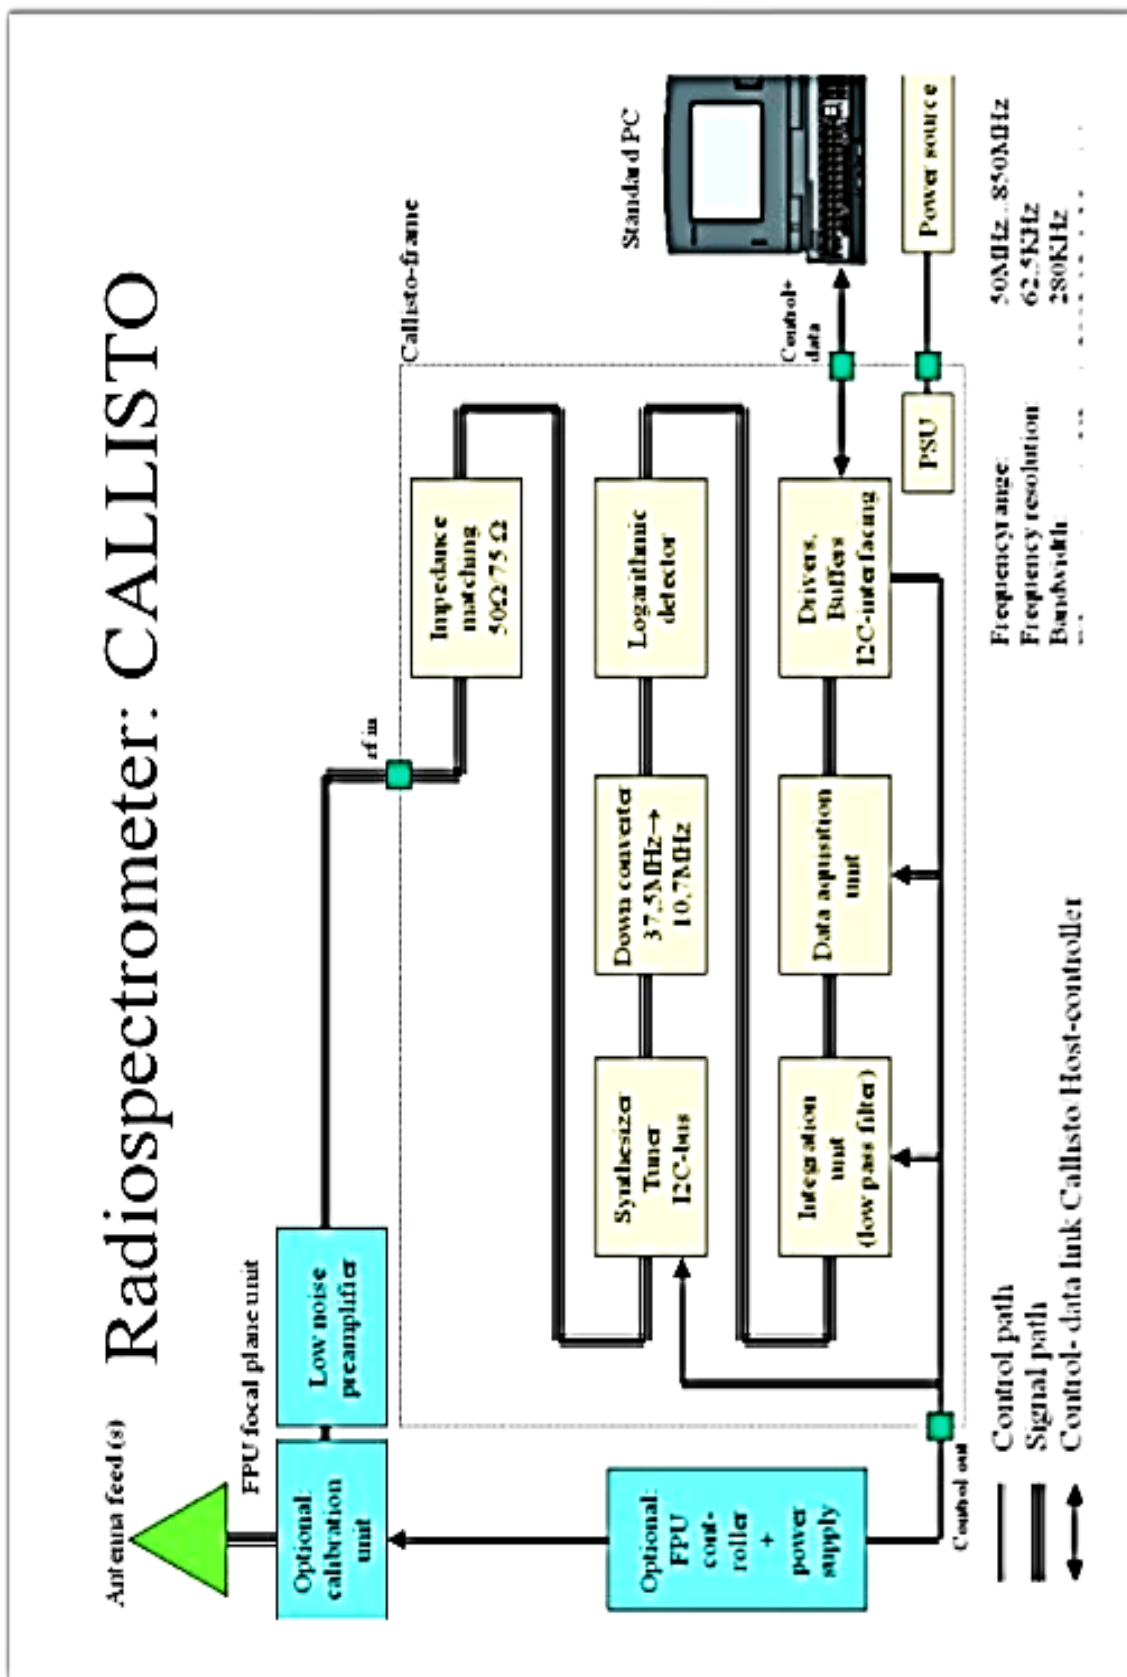 Radiospectrometer: CALLISTO
Antenna feed (s)
FPU focal plane unit
Optional:
calibration
unit
Low noise
preamplifier
rf in
Callisto-frame
Impedance
matching
50Ω/75 Ω
Synthesizer
Tuner
I2C-bus
Down converter
37.5MHz→
10.7MHz
Logarithmic
detector
Standard PC
Optional:
FPU
cont-
roller
+
power
supply
Integration
unit
(low pass filter)
Data aquisition
unit
Drivers,
Buffers
I2C-interfacing
Control+
data
PSU
Power source
Control out
Control path
Signal path
Control- data link Callisto Host-controller
Frequency range: 50MHz...850MHz
Frequency resolution: 62.5KHz
Bandwidth: 280KHz